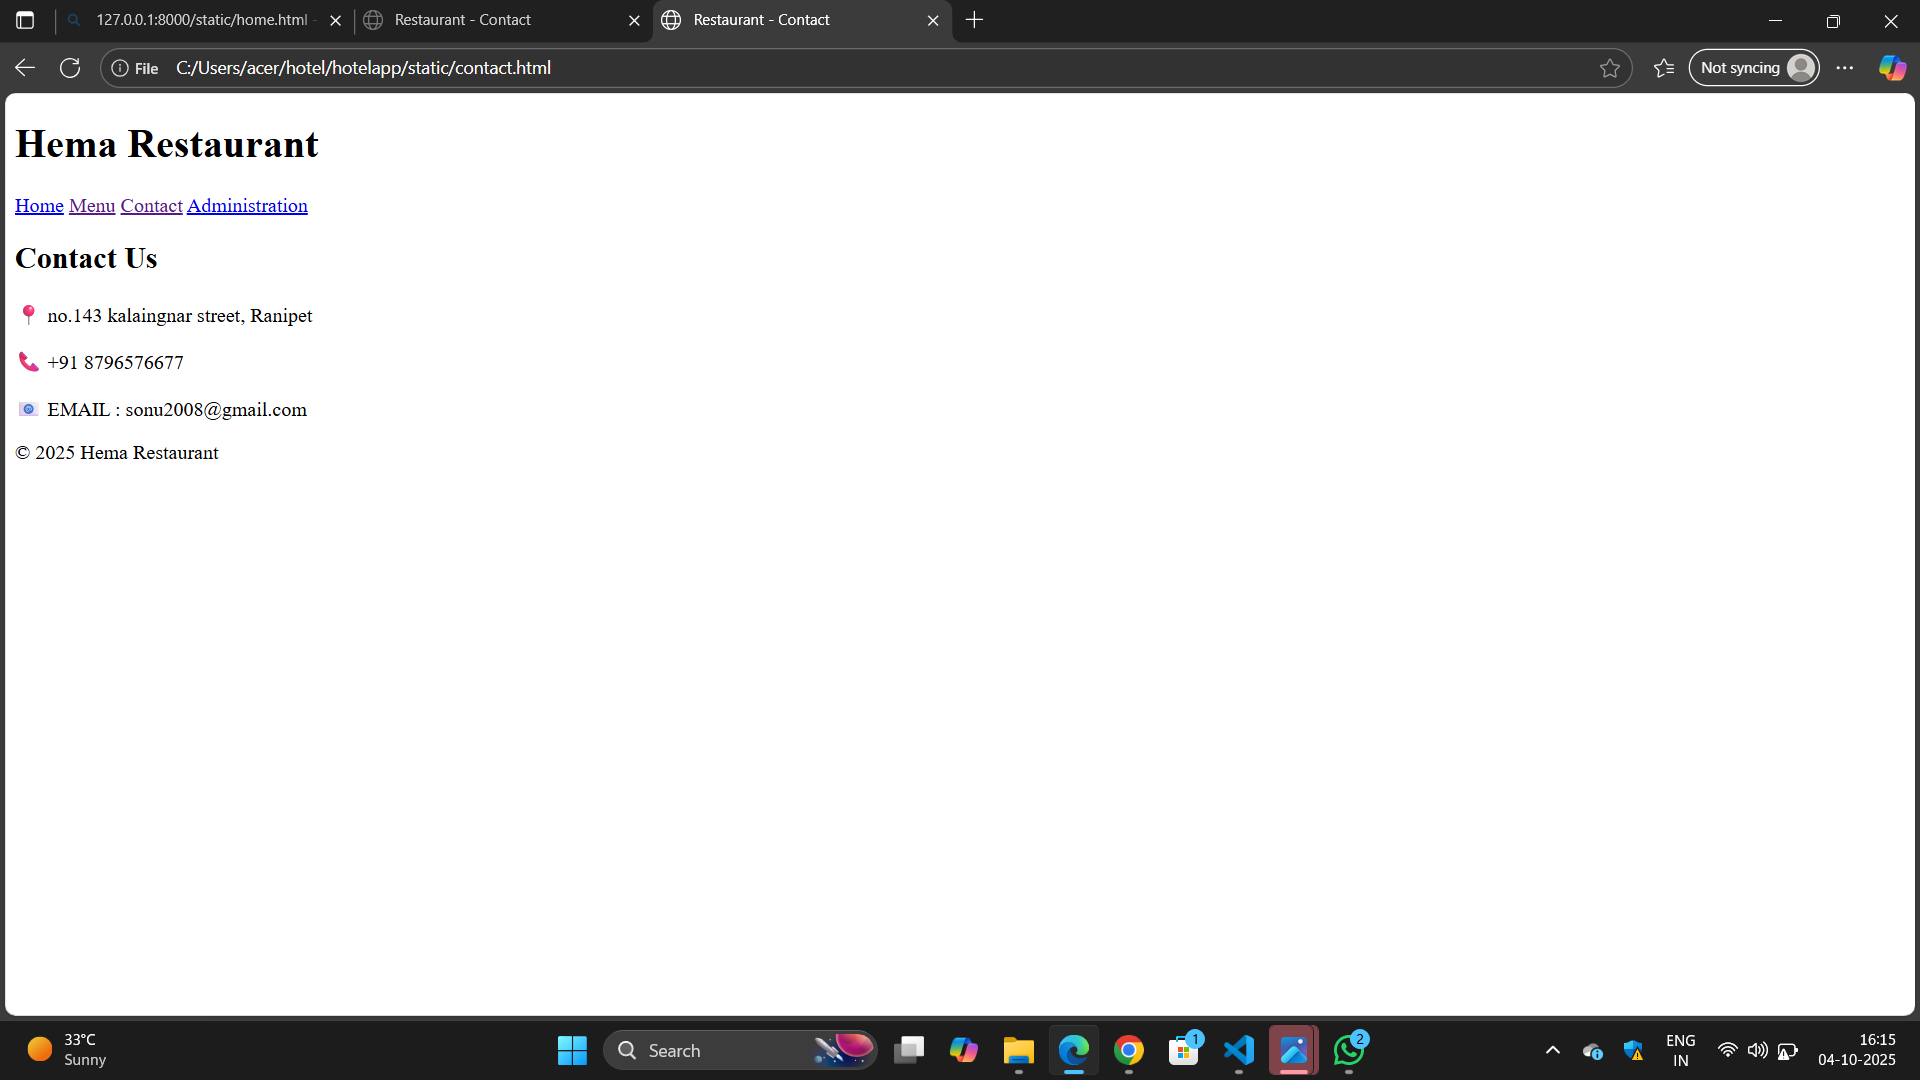 127.0.0.1:8000/static/home.html -
Restaurant - Contact
Restaurant - Contact
File
C:/Users/acer/hotel/hotelapp/static/contact.html
Not syncing
Hema Restaurant
Home Menu Contact Administration
Contact Us
📍 no.143 kalaingnar street, Ranipet
📞 +91 8796576677
📧 EMAIL : sonu2008@gmail.com
© 2025 Hema Restaurant
33°C
Sunny
Search
1
2
ENG
IN
16:15
04-10-2025